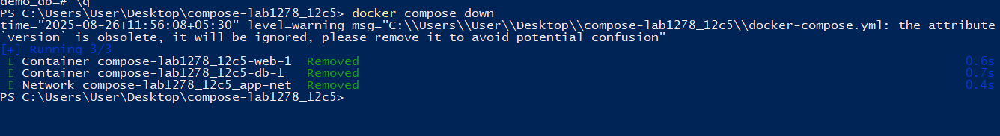 demo_db=# \q
PS C:\Users\User\Desktop\compose-lab1278_12c5> docker compose down
time="2025-08-26T11:56:08+05:30" level=warning msg="C:\\Users\\User\\Desktop\\compose-lab1278_12c5\\docker-compose.yml: the attribute
`version` is obsolete, it will be ignored, please remove it to avoid potential confusion"
[+] Running 3/3
Container compose-lab1278_12c5-web-1 Removed 0.6s
Container compose-lab1278_12c5-db-1 Removed 0.7s
Network compose-lab1278_12c5_app-net Removed 0.4s
PS C:\Users\User\Desktop\compose-lab1278_12c5>